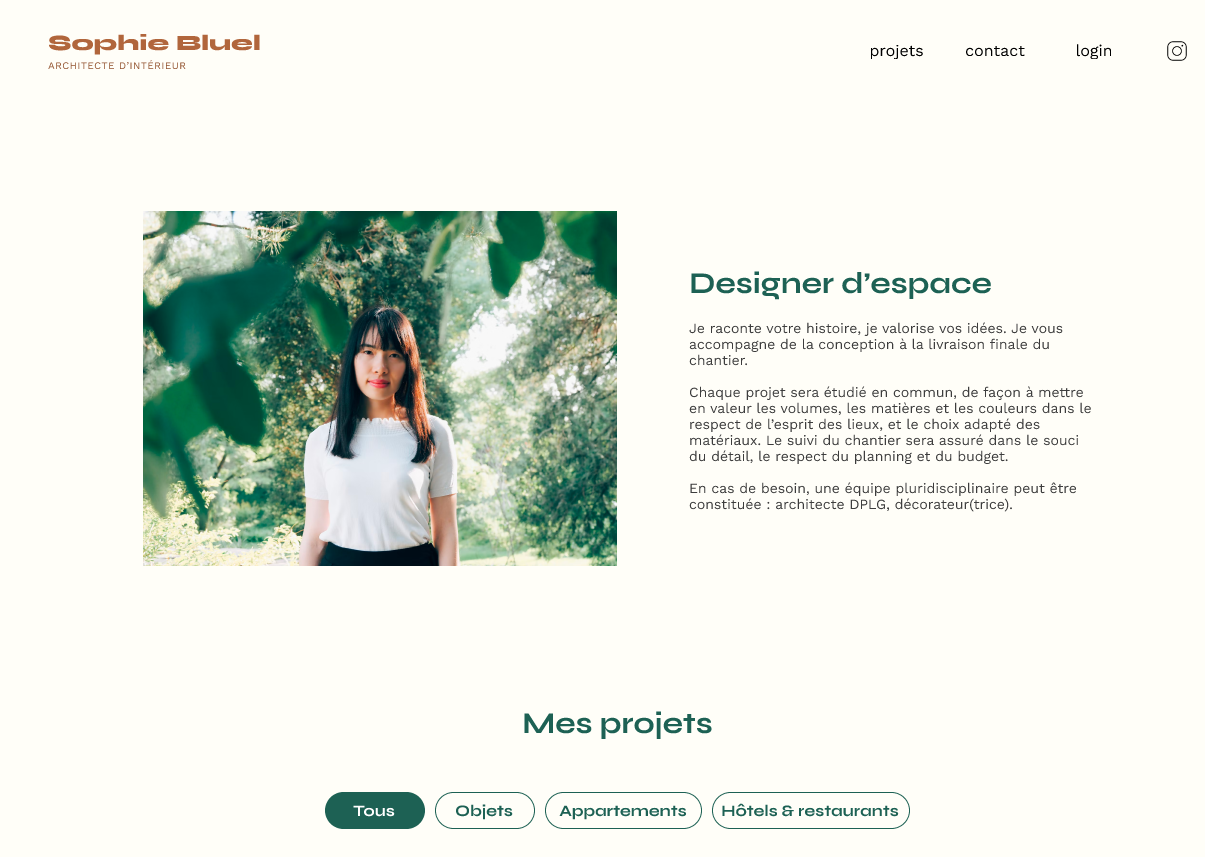 Sophie Bluel
ARCHITECTE D’INTÉRIEUR
projets
contact
login
Designer d’espace
Je raconte votre histoire, je valorise vos idées. Je vous
accompagne de la conception à la livraison finale du
chantier.
Chaque projet sera étudié en commun, de façon à mettre
en valeur les volumes, les matières et les couleurs dans le
respect de l’esprit des lieux, et le choix adapté des
matériaux. Le suivi du chantier sera assuré dans le souci
du détail, le respect du planning et du budget.
En cas de besoin, une équipe pluridisciplinaire peut être
constituée : architecte DPLG, décorateur(trice).
Mes projets
Tous
Objets
Appartements
Hôtels & restaurants